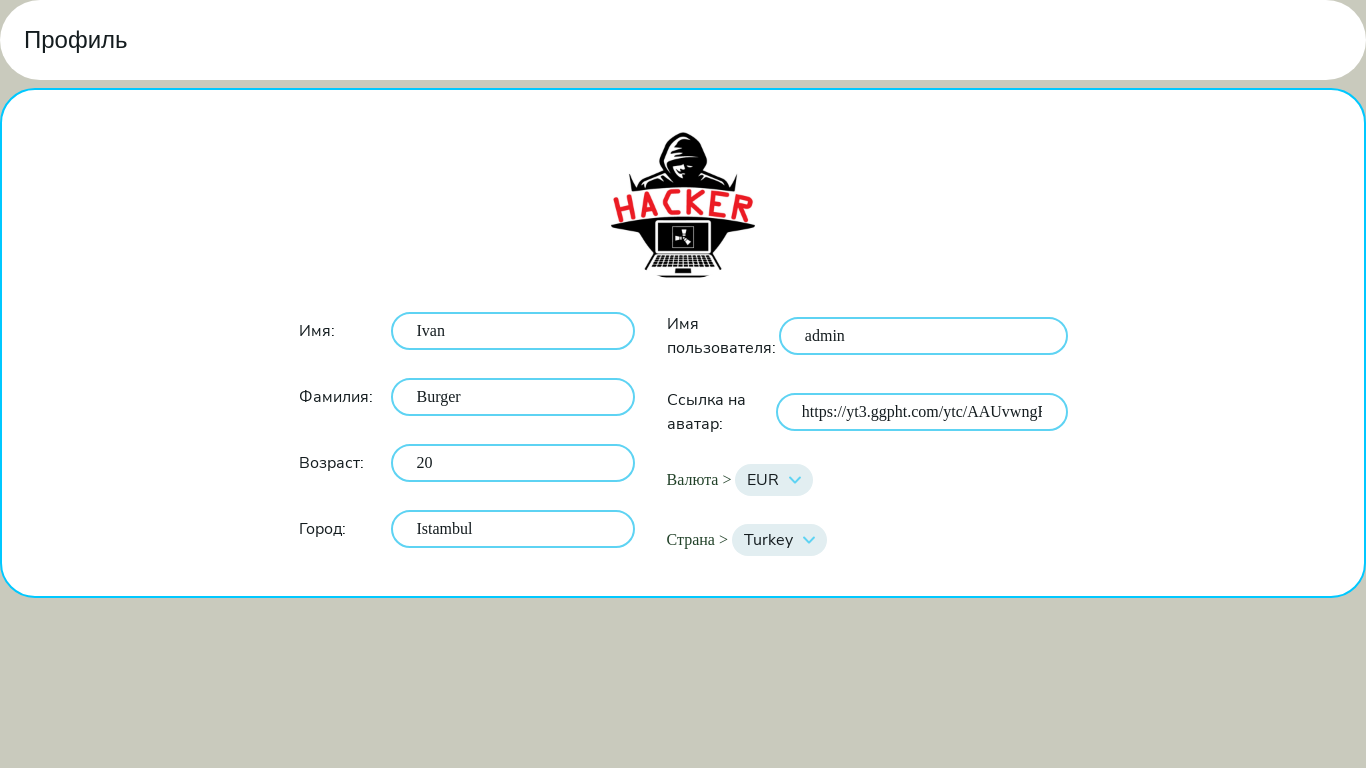 Профиль
HACKER
Имя:
Ivan
Фамилия:
Burger
Возраст:
20
Город:
Istambul
Имя
пользователя:
admin
Ссылка на
аватар:
https://yt3.ggpht.com/ytc/AAUvwng
Валюта > EUR
Страна > Turkey